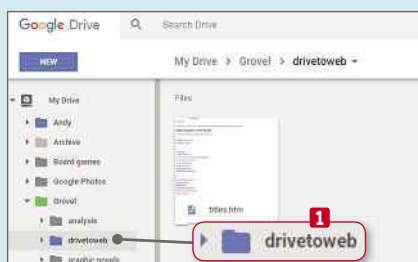 Google Drive
Search Drive
NEW
My Drive > Grovel > drivetoweb
My Drive
Andy
Archive
Board games
Google Photos
Grovel
analysis
drivetoweb
graphic novels
Files
titles.htm
1
drivetoweb